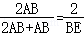 2AB/(2AB+AB) = 2/BE